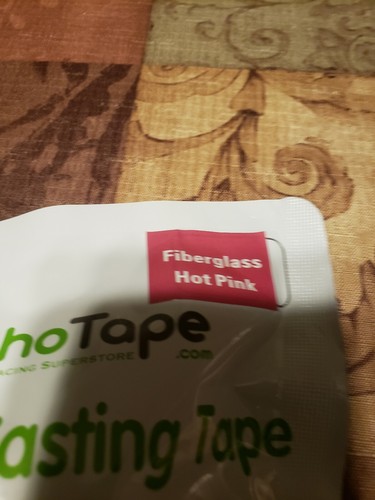 Fiberglass
Hot Pink
hoTape
ACING SUPERSTORE .com
asting Tape